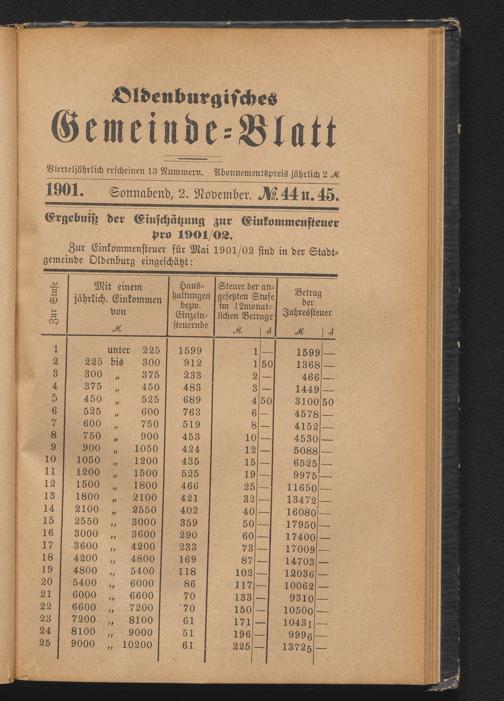 Oldenburgisches
Gemeinde-Blatt
Vierteljährlich erscheinen 13 Nummern. Abonnementspreis jährlich 2 M
1901. Sonnabend, 2. November. №. 44 u. 45.
Ergebniß der Einschätzung zur Einkommensteuer
pro 1901/02.
Zur Einkommensteuer für Mai 1901/02 sind in der Stadt-
gemeinde Oldenburg eingeschätzt:
Zur Stufe | Mit einem jährlich. Einkommen von M | Haus-haltungen bezw. Einzeln-steuernde | Steuer der an-gesetzten Stufe im 12monat-lichen Betrage M ₰ | Betrag der Jahressteuer M ₰
1 unter 225 1599 1 — 1599 —
2 225 bis 300 912 1 50 1368 —
3 300 „ 375 233 2 — 466 —
4 375 „ 450 483 3 — 1449 —
5 450 „ 525 689 4 50 3100 50
6 525 „ 600 763 6 — 4578 —
7 600 „ 750 519 8 — 4152 —
8 750 „ 900 453 10 — 4530 —
9 900 „ 1050 424 12 — 5088 —
10 1050 „ 1200 435 15 — 6525 —
11 1200 „ 1500 525 19 — 9975 —
12 1500 „ 1800 466 25 — 11650 —
13 1800 „ 2100 421 32 — 13472 —
14 2100 „ 2550 402 40 — 16080 —
15 2550 „ 3000 359 50 — 17950 —
16 3000 „ 3600 290 60 — 17400 —
17 3600 „ 4200 233 73 — 17009 —
18 4200 „ 4800 169 87 — 14703 —
19 4800 „ 5400 118 102 — 12036 —
20 5400 „ 6000 86 117 — 10062 —
21 6000 „ 6600 70 133 — 9310 —
22 6600 „ 7200 70 150 — 10500 —
23 7200 „ 8100 61 171 — 10431 —
24 8100 „ 9000 51 196 — 9996 —
25 9000 „ 10200 61 225 — 13725 —